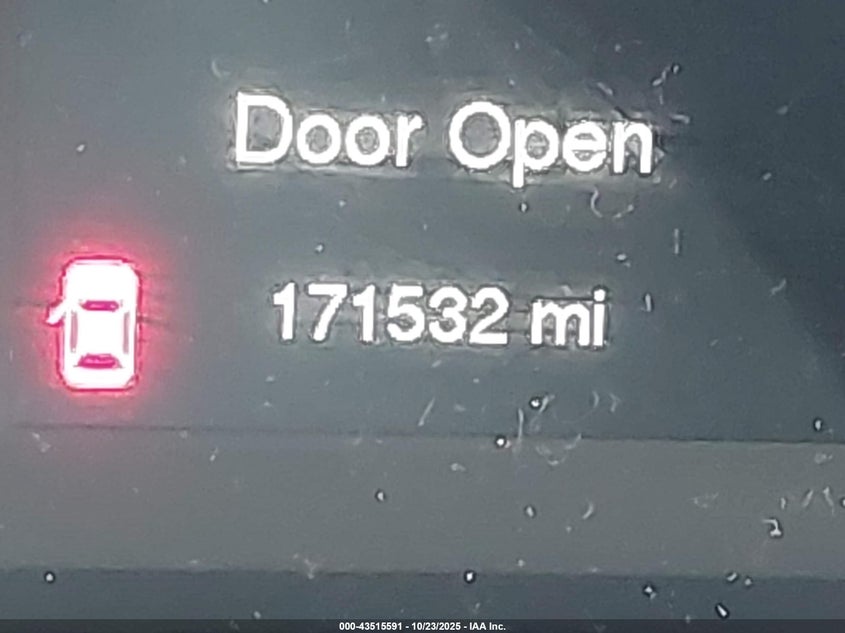 Door Open
171532 mi
000-43515591 - 10/23/2025 - IAA Inc.